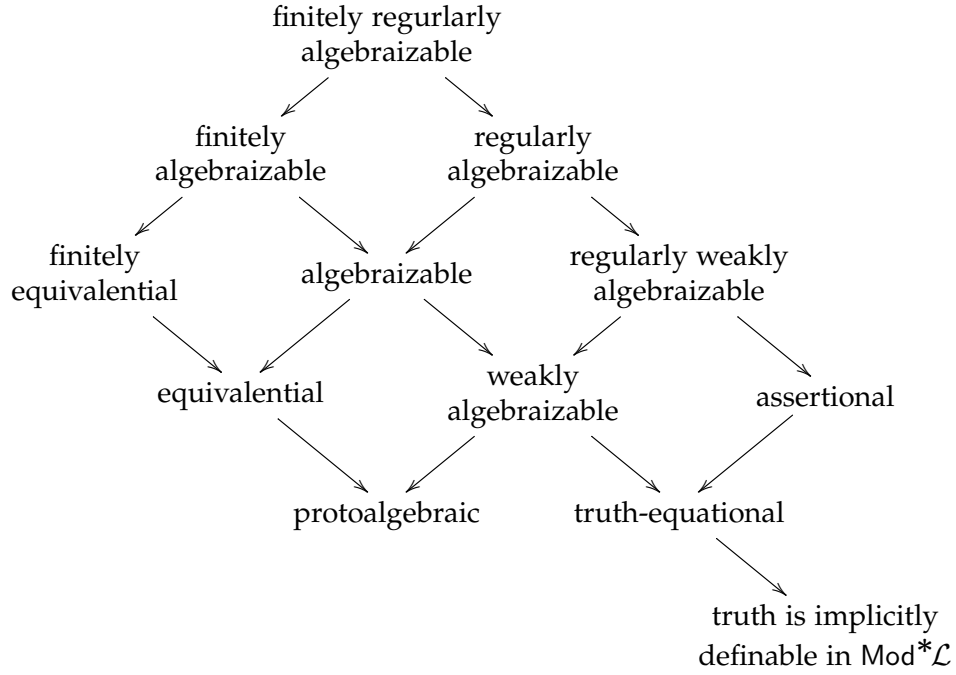 finitely regurlarly
algebraizable
finitely
algebraizable
regularly
algebraizable
finitely
equivalential
algebraizable
regularly weakly
algebraizable
equivalential
weakly
algebraizable
assertional
protoalgebraic
truth-equational
truth is implicitly
definable in Mod*ℒ